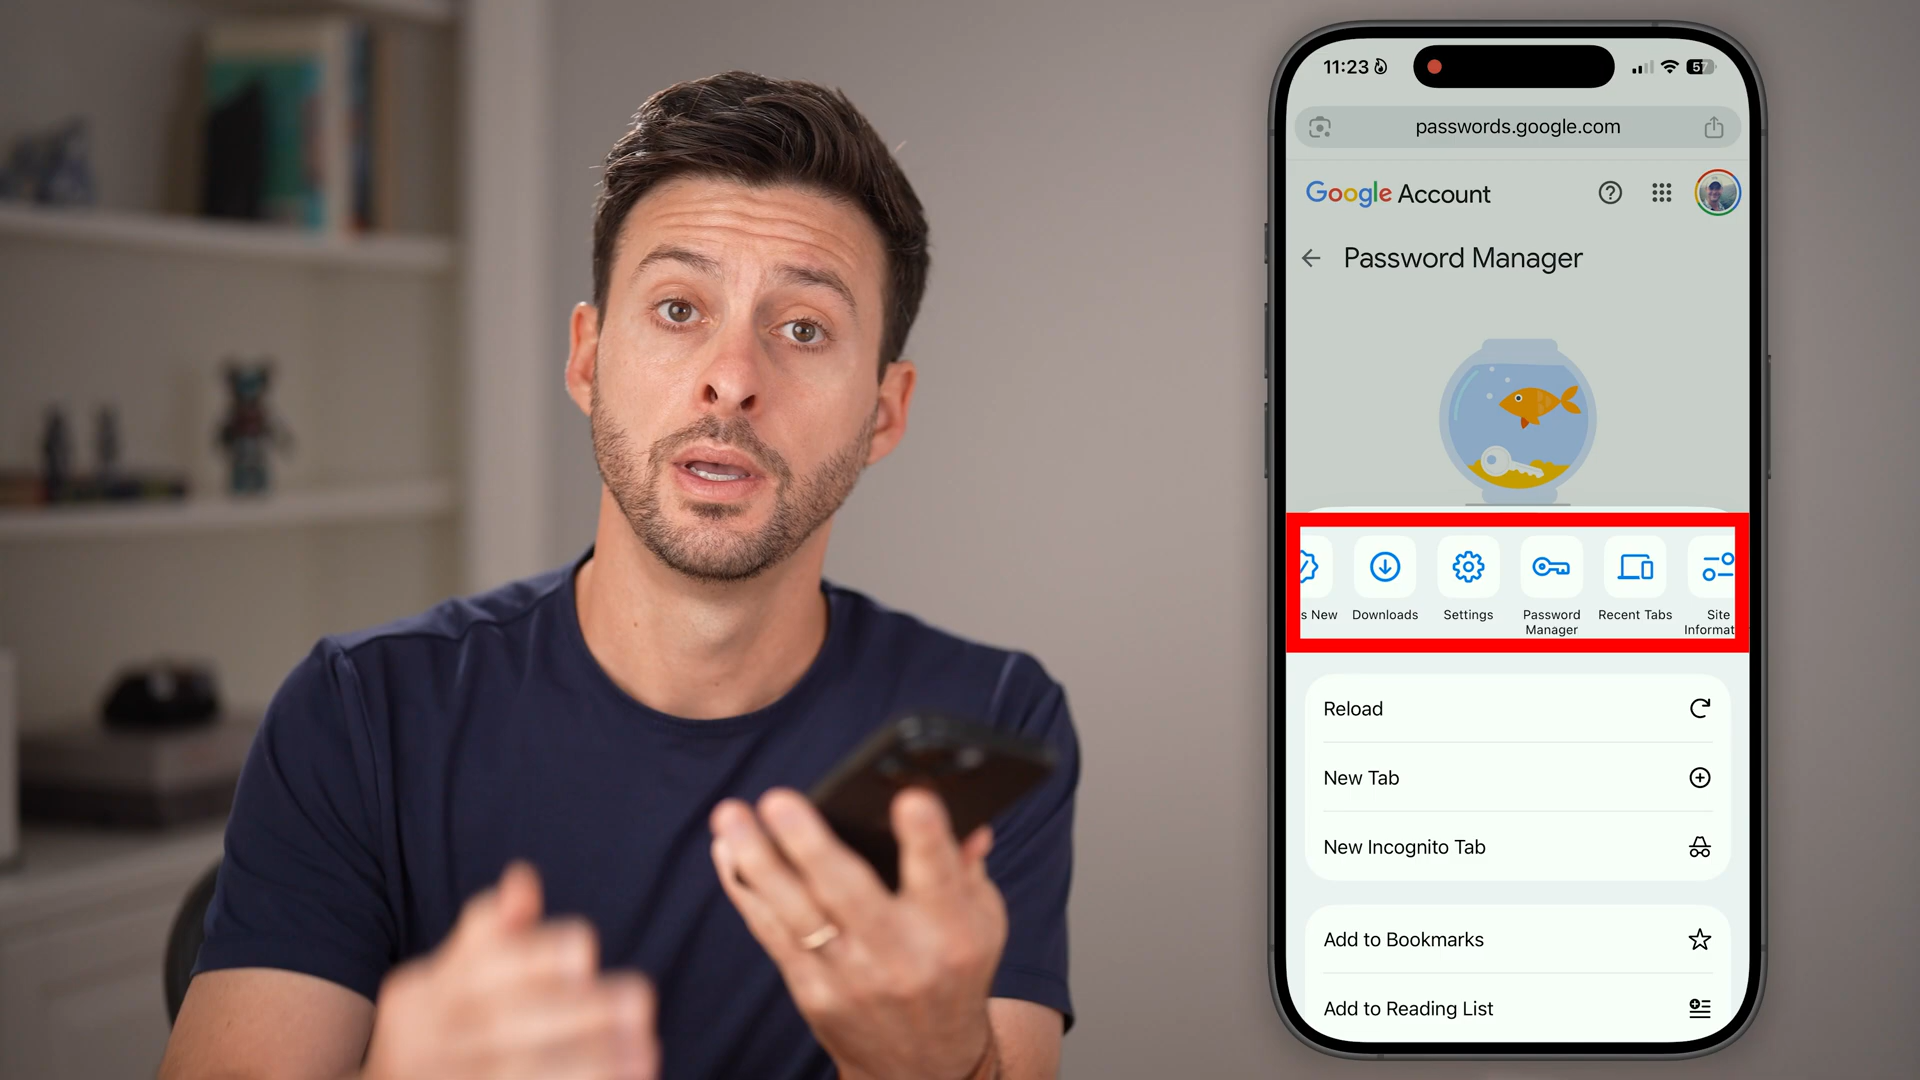 11:23
57
passwords.google.com
Google Account
Password Manager
s New
Downloads
Settings
Password
Manager
Recent Tabs
Site
Informat
Reload
New Tab
New Incognito Tab
Add to Bookmarks
Add to Reading List